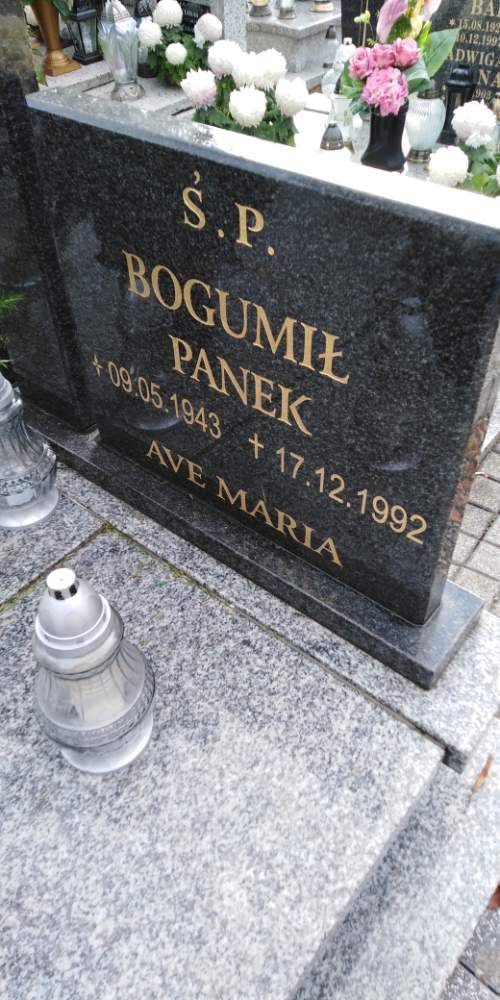 Ś.P.
BOGUMIŁ
PANEK
✢ 09.05.1943 ✝ 17.12.1992
AVE MARIA